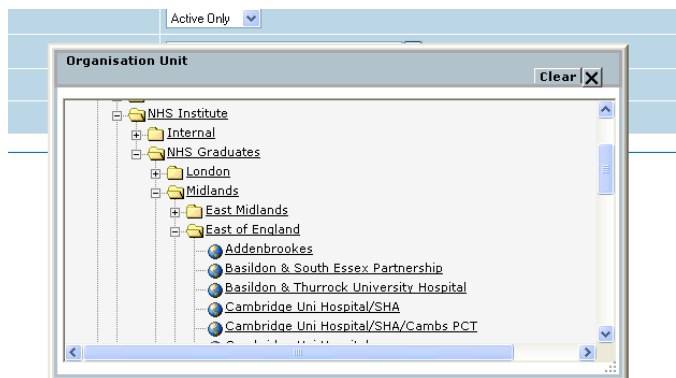 Active Only
Organisation Unit
Clear
NHS Institute
Internal
NHS Graduates
London
Midlands
East Midlands
East of England
Addenbrookes
Basildon & South Essex Partnership
Basildon & Thurrock University Hospital
Cambridge Uni Hospital/SHA
Cambridge Uni Hospital/SHA/Cambs PCT